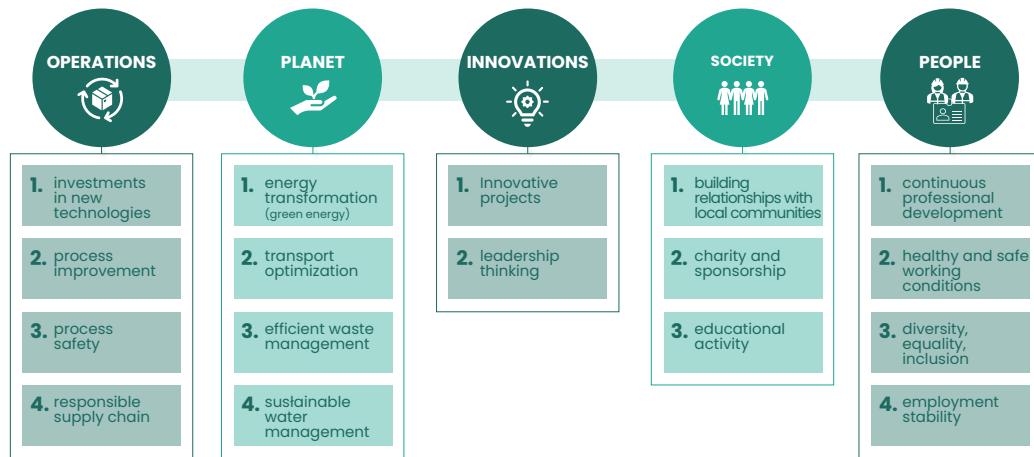 OPERATIONS
1. investments
in new
technologies
2. process
improvement
3. process
safety
4. responsible
supply chain
PLANET
1. energy
transformation
(green energy)
2. transport
optimization
3. efficient waste
management
4. sustainable
water
management
INNOVATIONS
1. Innovative
projects
2. leadership
thinking
SOCIETY
1. building
relationships with
local communities
2. charity and
sponsorship
3. educational
activity
PEOPLE
1. continuous
professional
development
2. healthy and safe
working
conditions
3. diversity,
equality,
inclusion
4. employment
stability